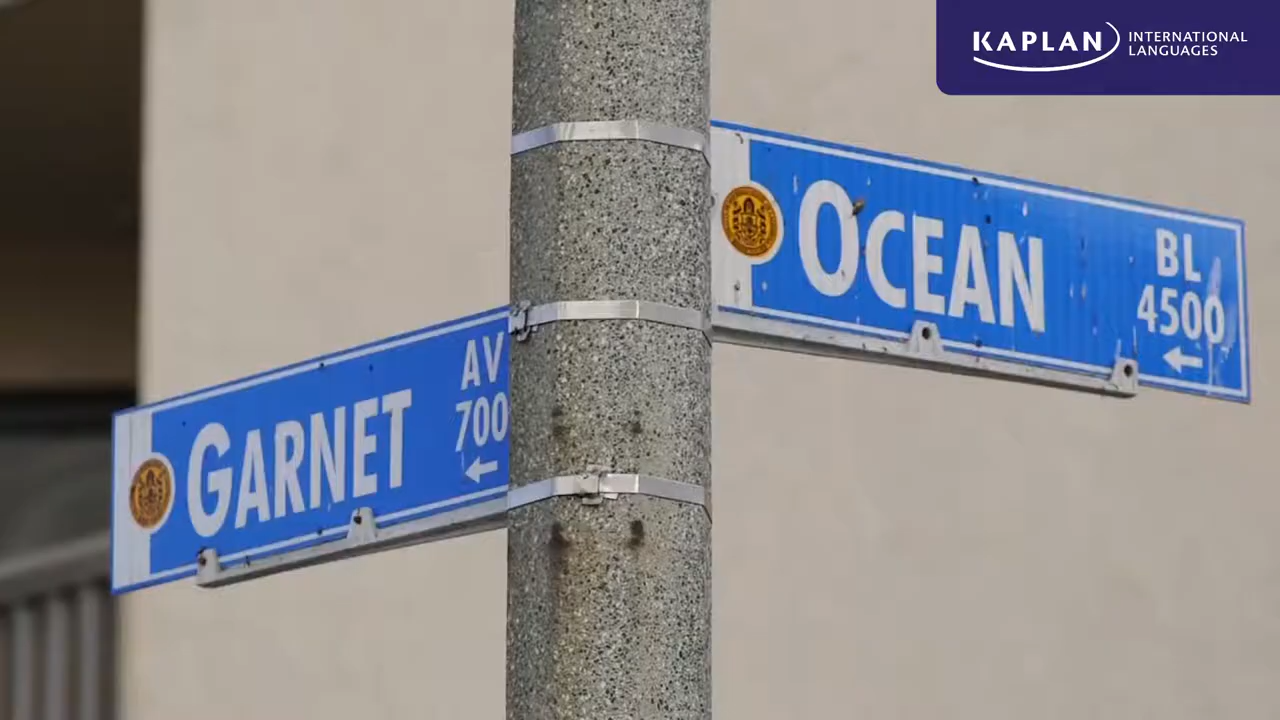 KAPLAN INTERNATIONAL
LANGUAGES
OCEAN BL
4500
GARNET AV
700